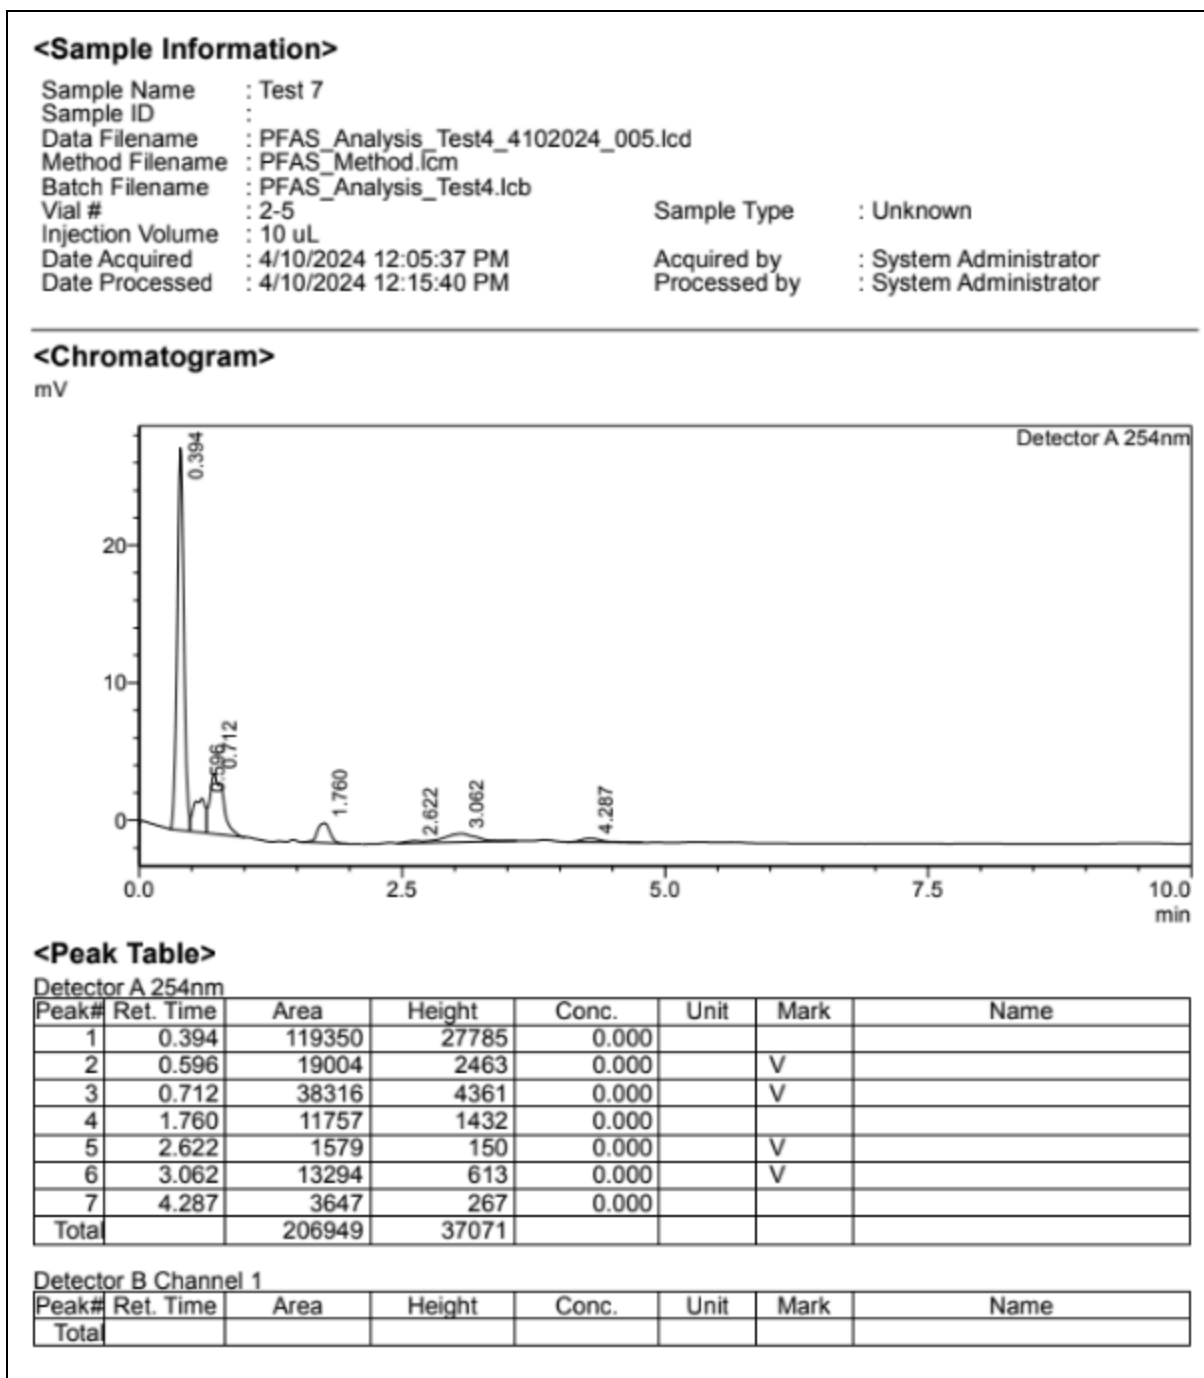 <Sample Information>
Sample Name : Test 7
Sample ID :
Data Filename : PFAS_Analysis_Test4_4102024_005.lcd
Method Filename : PFAS_Method.lcm
Batch Filename : PFAS_Analysis_Test4.lcb
Vial # : 2-5 Sample Type : Unknown
Injection Volume : 10 uL
Date Acquired : 4/10/2024 12:05:37 PM Acquired by : System Administrator
Date Processed : 4/10/2024 12:15:40 PM Processed by : System Administrator
<Chromatogram>
mV
Detector A 254nm
0.394
0.596
0.712
1.760
2.622
3.062
4.287
20
10
0
0.0 2.5 5.0 7.5 10.0
min
<Peak Table>
Detector A 254nm
Peak# Ret. Time Area Height Conc. Unit Mark Name
1 0.394 119350 27785 0.000
2 0.596 19004 2463 0.000 V
3 0.712 38316 4361 0.000 V
4 1.760 11757 1432 0.000
5 2.622 1579 150 0.000 V
6 3.062 13294 613 0.000 V
7 4.287 3647 267 0.000
Total 206949 37071
Detector B Channel 1
Peak# Ret. Time Area Height Conc. Unit Mark Name
Total